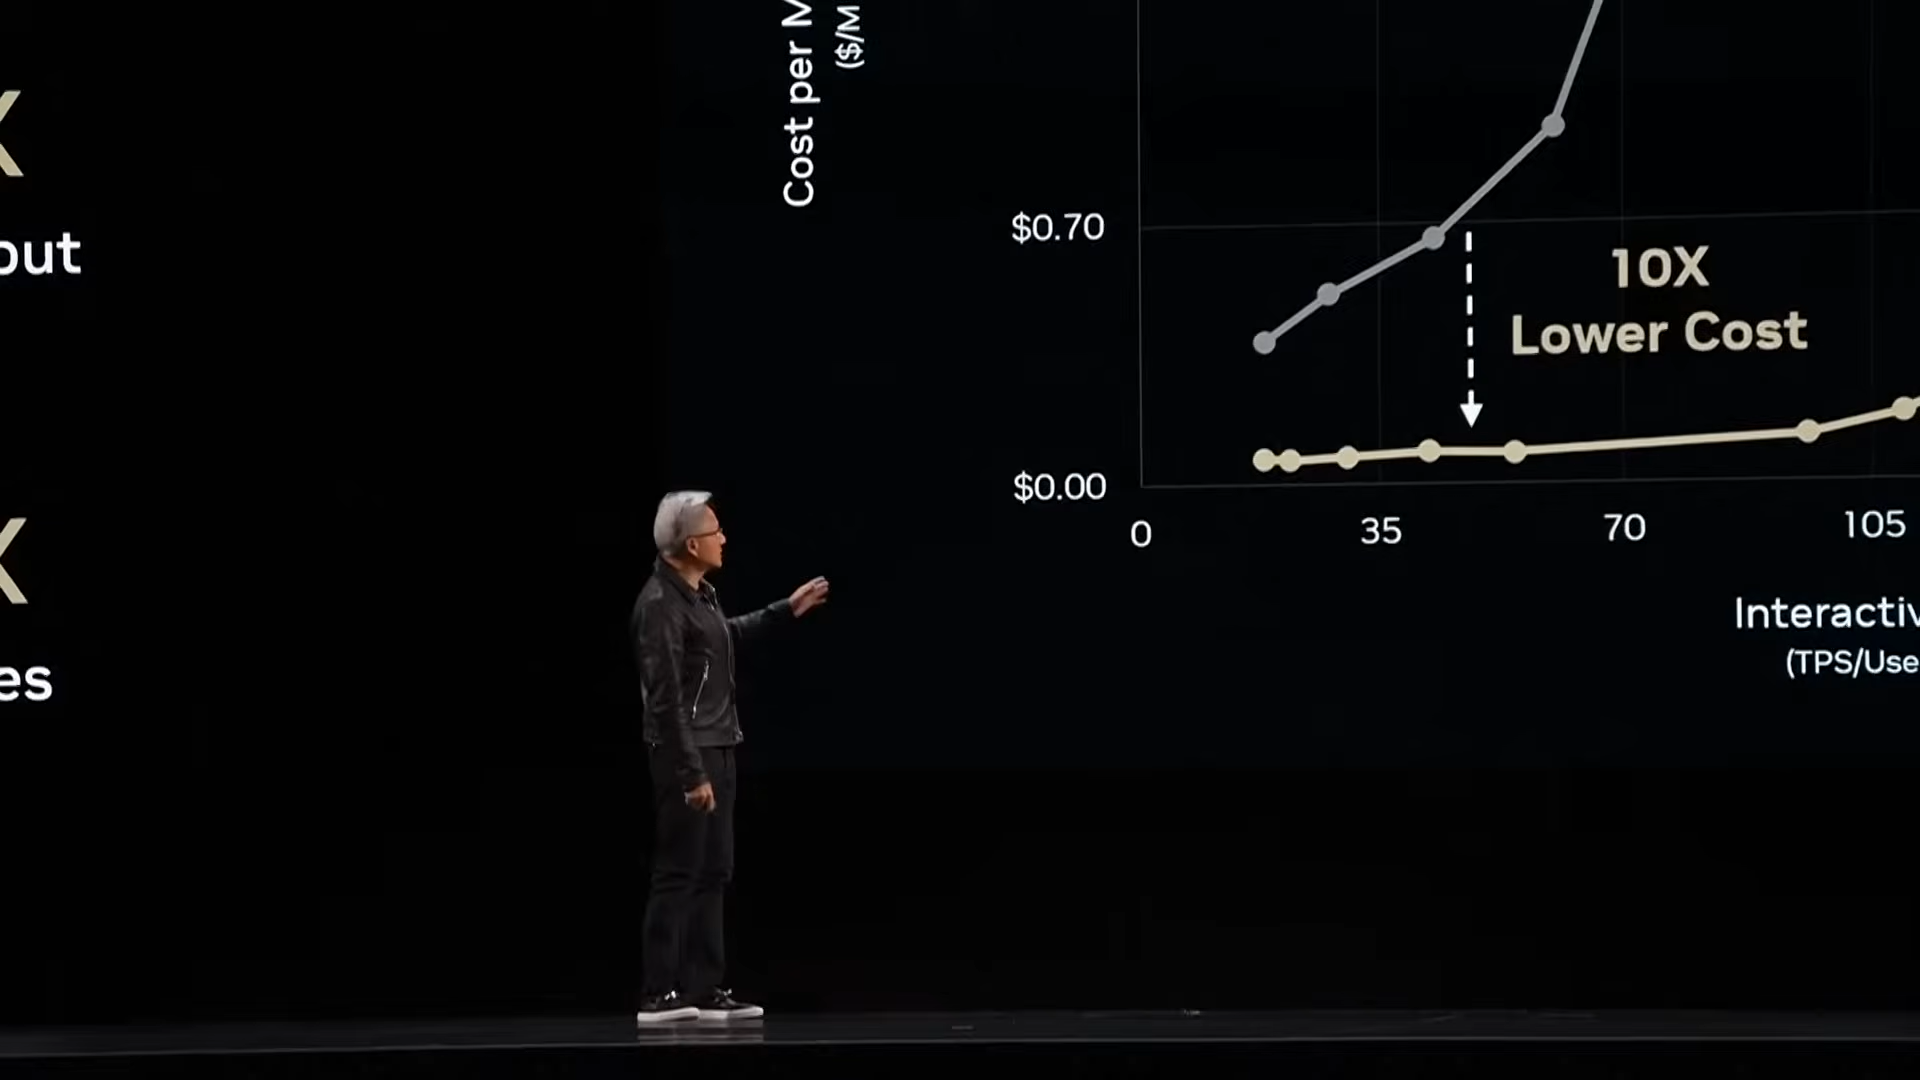 X
out
X
es
Cost per M
($/M
$0.70
$0.00
0
35
70
105
10X
Lower Cost
Interactiv
(TPS/Use